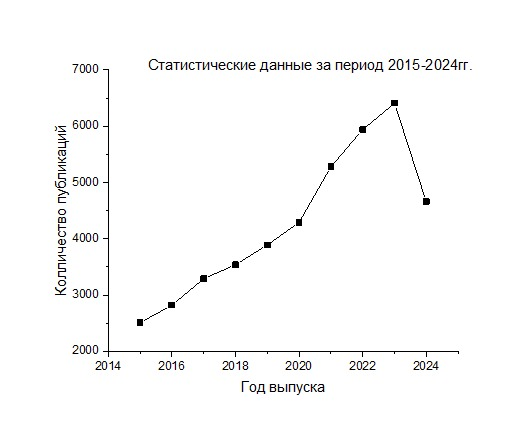 Статистические данные за период 2015-2024гг.
7000
6000
5000
4000
3000
2000
Колличество публикаций
2014 2016 2018 2020 2022 2024
Год выпуска